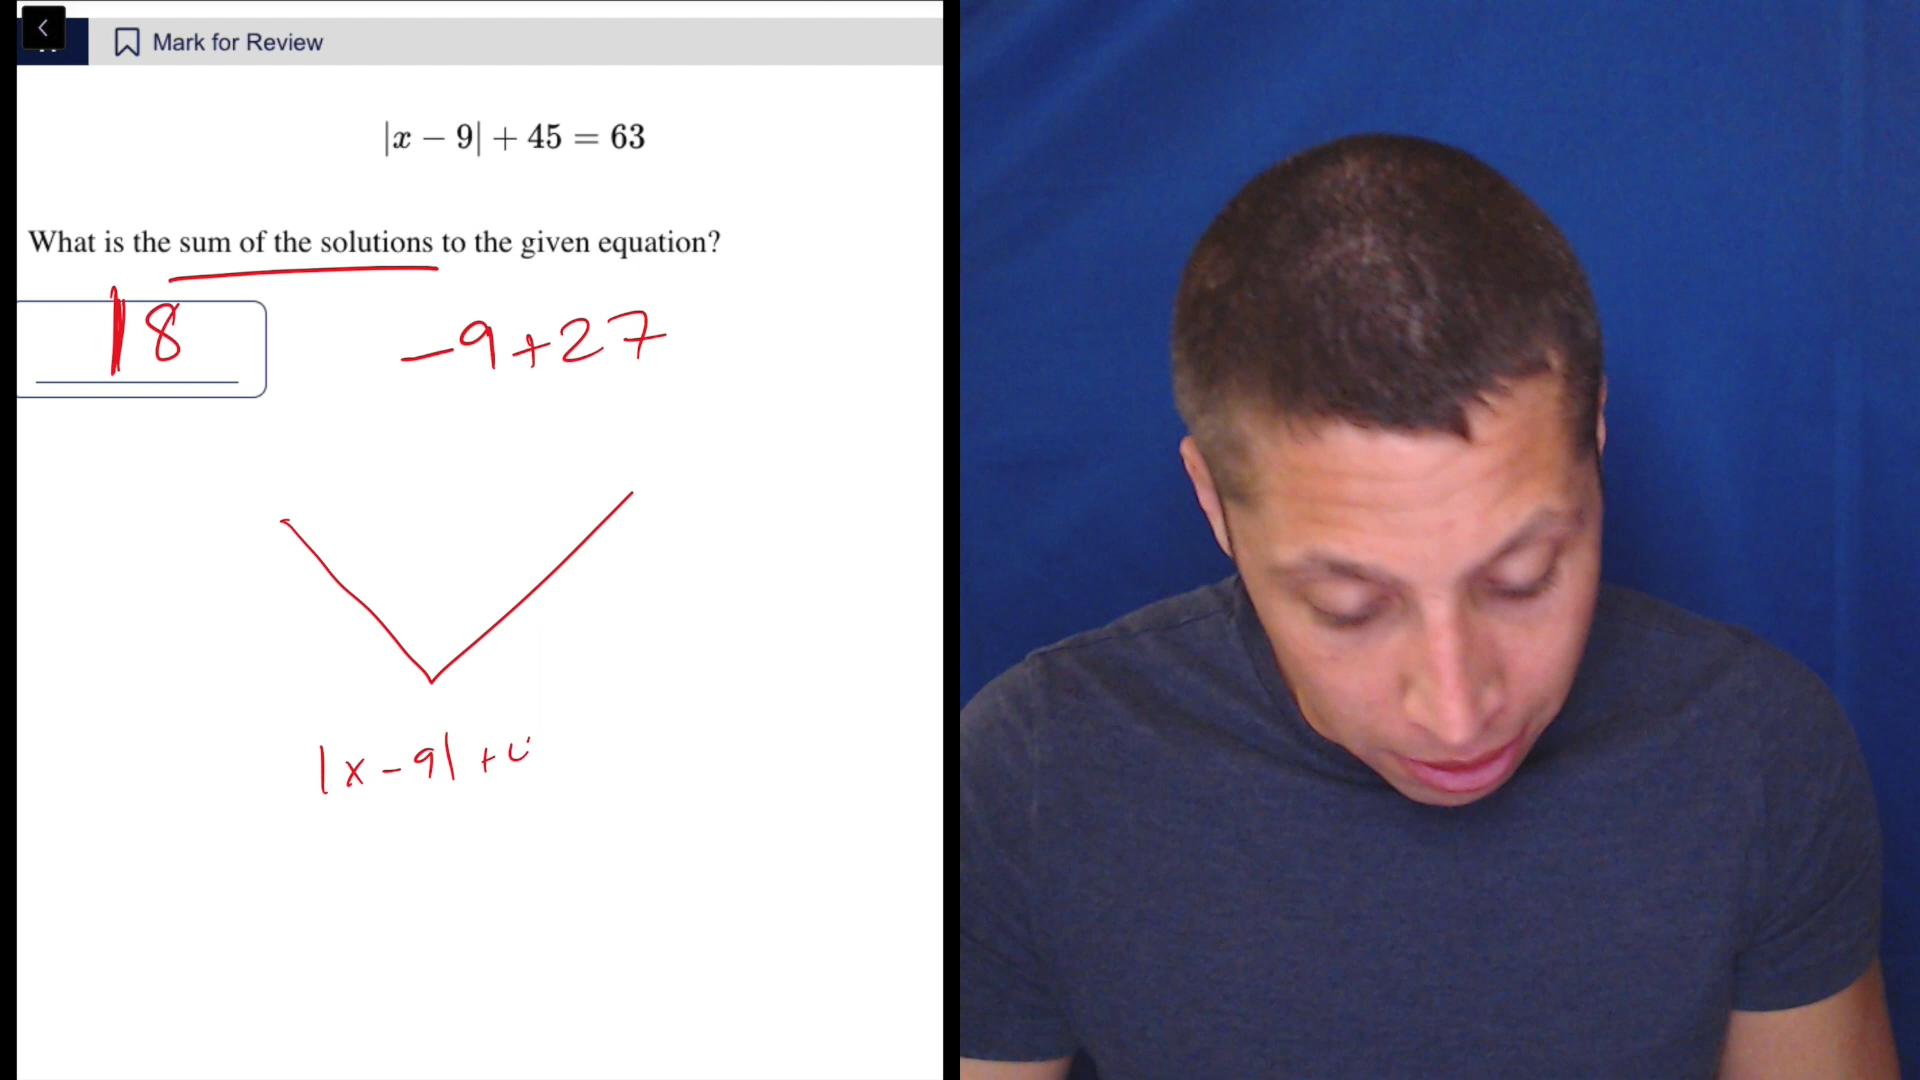 Mark for Review
|x − 9| + 45 = 63
What is the sum of the solutions to the given equation?
18
-9+27
|x-9| +